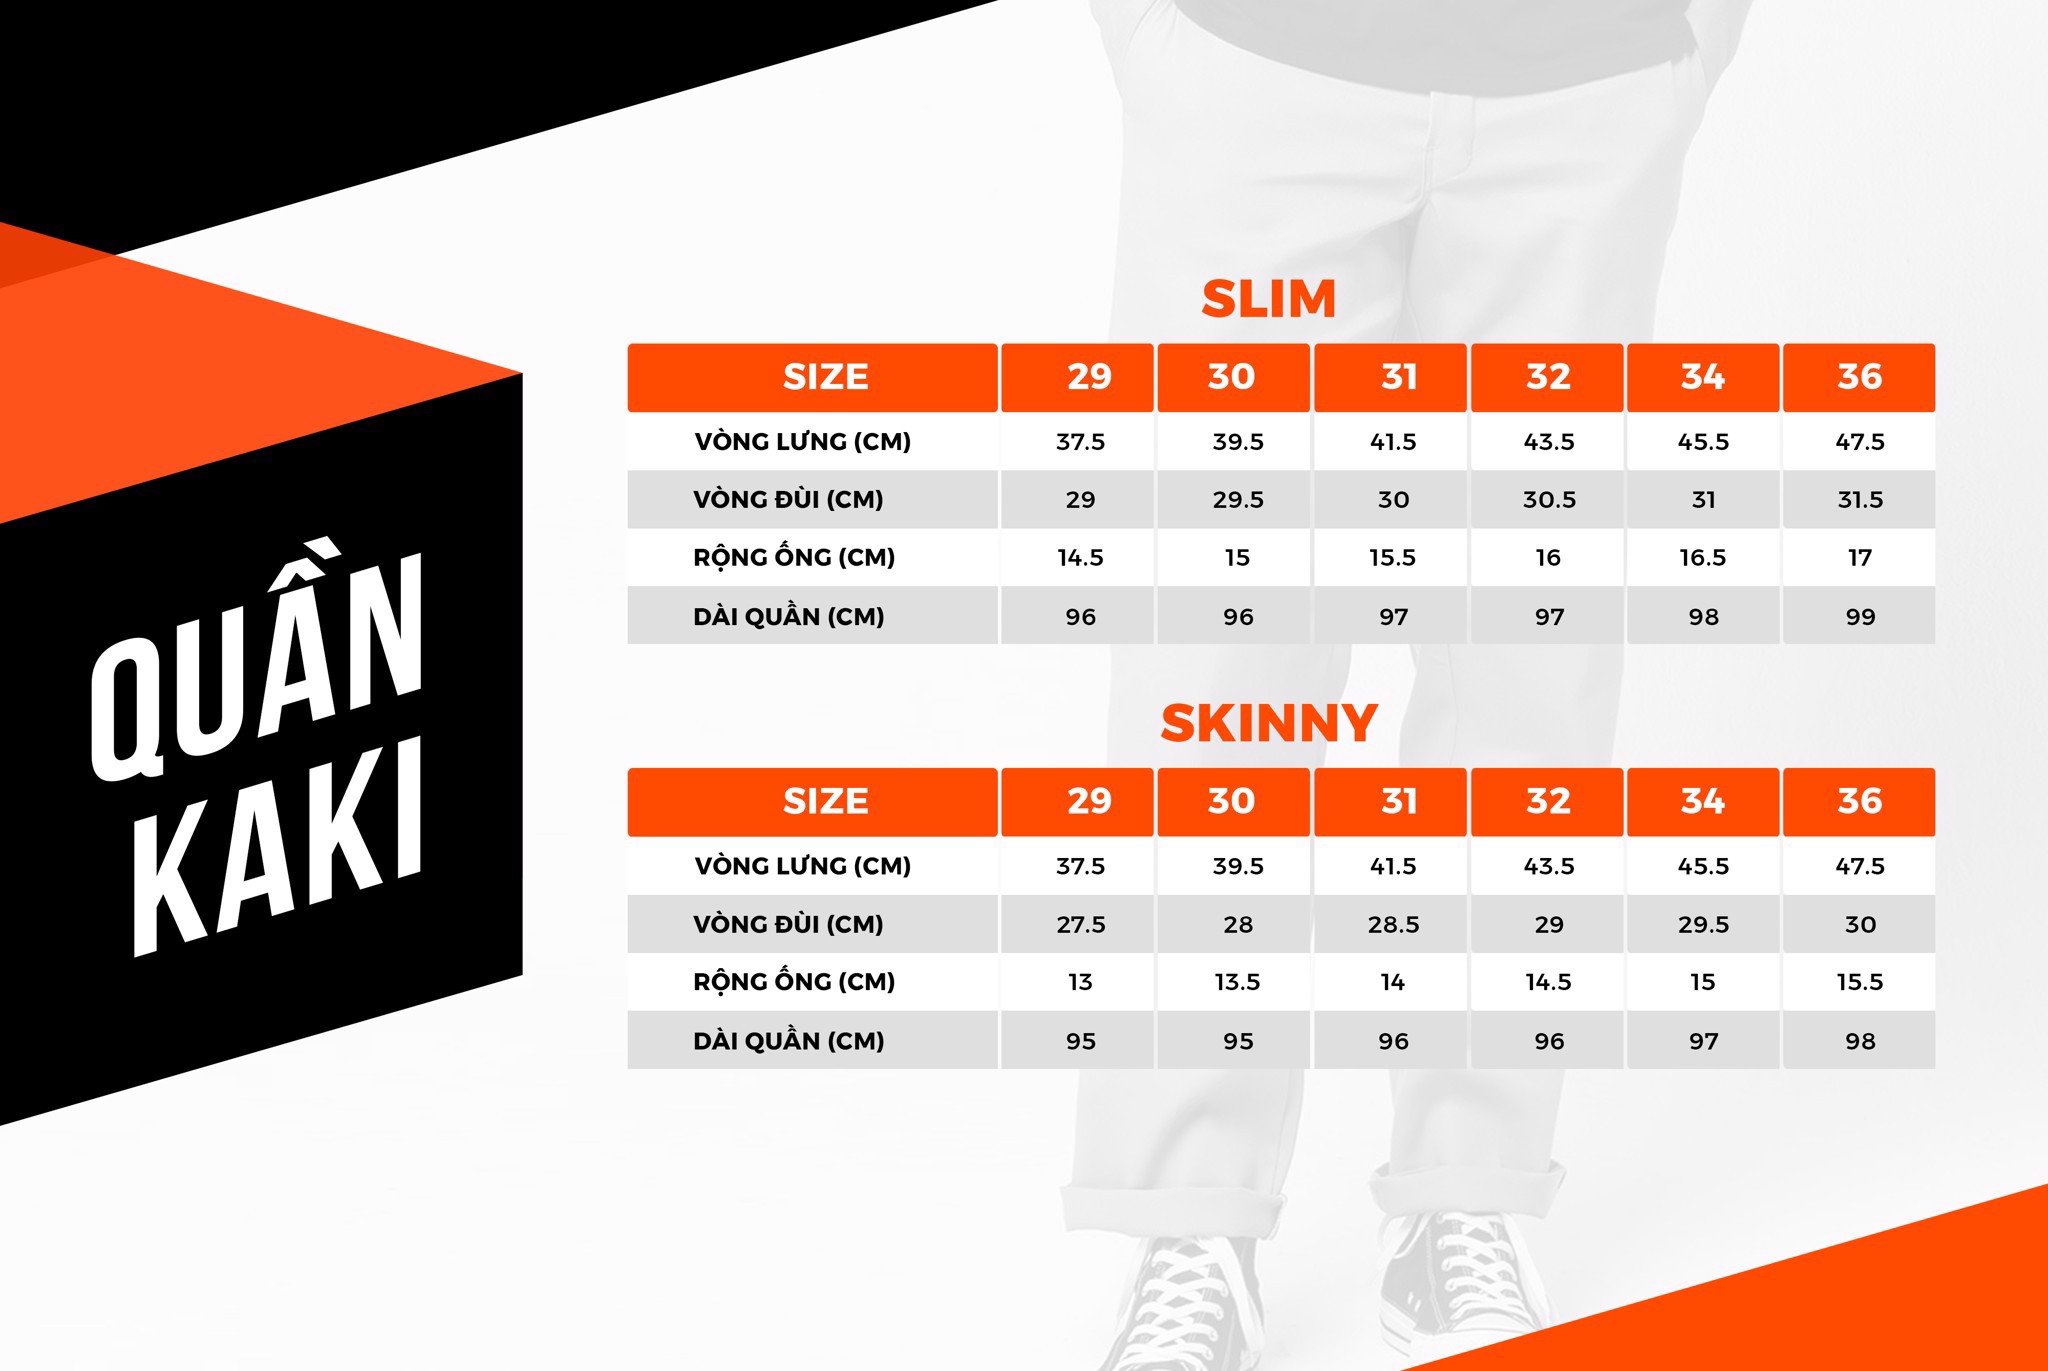 QUẦN
KAKI
SLIM
SIZE 29 30 31 32 34 36
VÒNG LƯNG (CM) 37.5 39.5 41.5 43.5 45.5 47.5
VÒNG ĐÙI (CM) 29 29.5 30 30.5 31 31.5
RỘNG ỐNG (CM) 14.5 15 15.5 16 16.5 17
DÀI QUẦN (CM) 96 96 97 97 98 99
SKINNY
SIZE 29 30 31 32 34 36
VÒNG LƯNG (CM) 37.5 39.5 41.5 43.5 45.5 47.5
VÒNG ĐÙI (CM) 27.5 28 28.5 29 29.5 30
RỘNG ỐNG (CM) 13 13.5 14 14.5 15 15.5
DÀI QUẦN (CM) 95 95 96 96 97 98